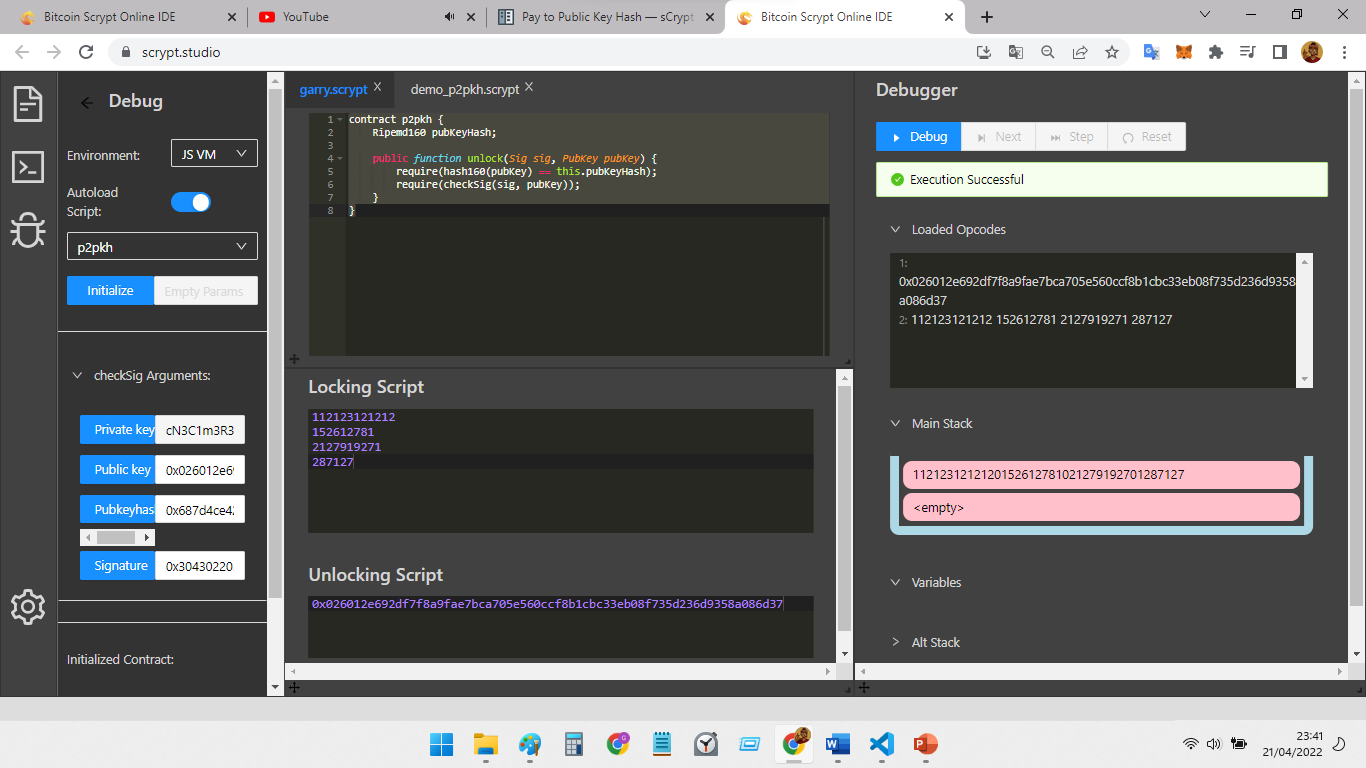 Bitcoin Scrypt Online IDE
YouTube
Pay to Public Key Hash — sCrypt
Bitcoin Scrypt Online IDE
scrypt.studio
Debug
Environment:
JS VM
Autoload
Script:
p2pkh
Initialize
Empty Params
checkSig Arguments:
Private key
cN3C1m3R3
Public key
0x026012e69
Pubkeyhas
0x687d4ce42
Signature
0x30430220
Initialized Contract:
garry.scrypt X
demo_p2pkh.scrypt X
1 contract p2pkh {
2 Ripemd160 pubKeyHash;
3
4 public function unlock(Sig sig, PubKey pubKey) {
5 require(hash160(pubKey) == this.pubKeyHash);
6 require(checkSig(sig, pubKey));
7 }
8 }
Locking Script
112123121212
152612781
2127919271
287127
Unlocking Script
0x026012e692df7f8a9fae7bca705e560ccf8b1cbc33eb08f735d236d9358a086d37
Debugger
Debug
Next
Step
Reset
Execution Successful
Loaded Opcodes
1:
0x026012e692df7f8a9fae7bca705e560ccf8b1cbc33eb08f735d236d9358
a086d37
2: 112123121212 152612781 2127919271 287127
Main Stack
1121231212120152612781021279192701287127
<empty>
Variables
Alt Stack
23:41
21/04/2022